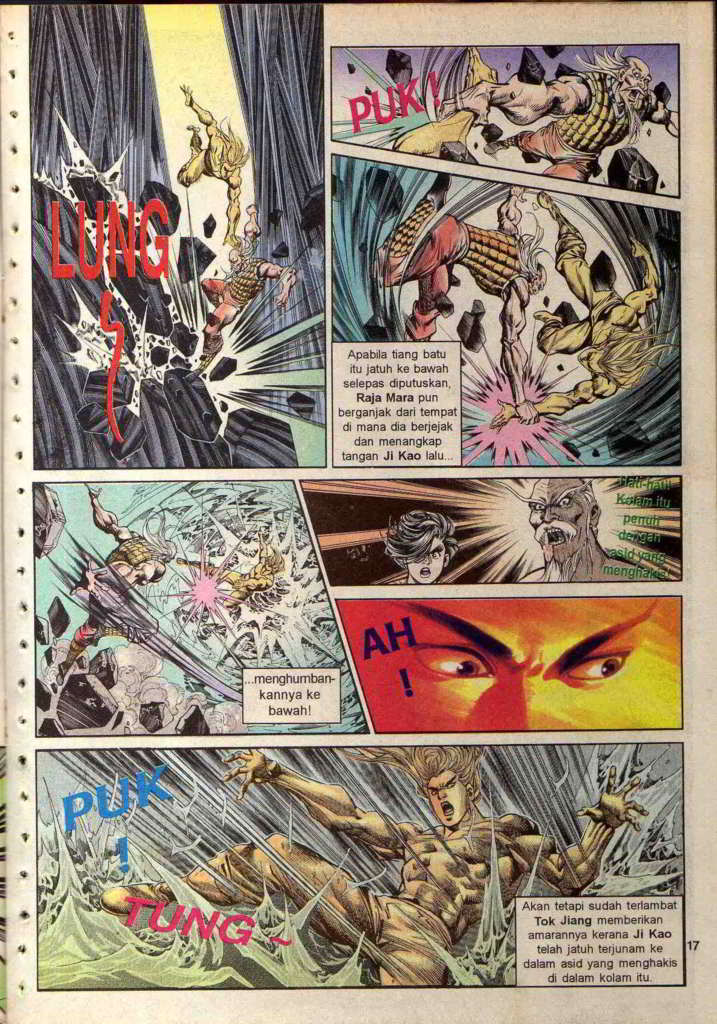 LUNG
PUK!
Apabila tiang batu
itu jatuh ke bawah
selepas diputuskan,
Raja Mara pun
berganjak dari tempat
di mana dia berjejak
dan menangkap
tangan Ji Kao lalu...
...menghumban-
kannya ke
bawah!
Hati-hati!
Kolam itu
penuh
dengan
asid yang
menghakis!
AH
!
PUK
!
TUNG~
Akan tetapi sudah terlambat
Tok Jiang memberikan
amarannya kerana Ji Kao
telah jatuh terjunam ke
dalam asid yang menghakis
di dalam kolam itu.
17